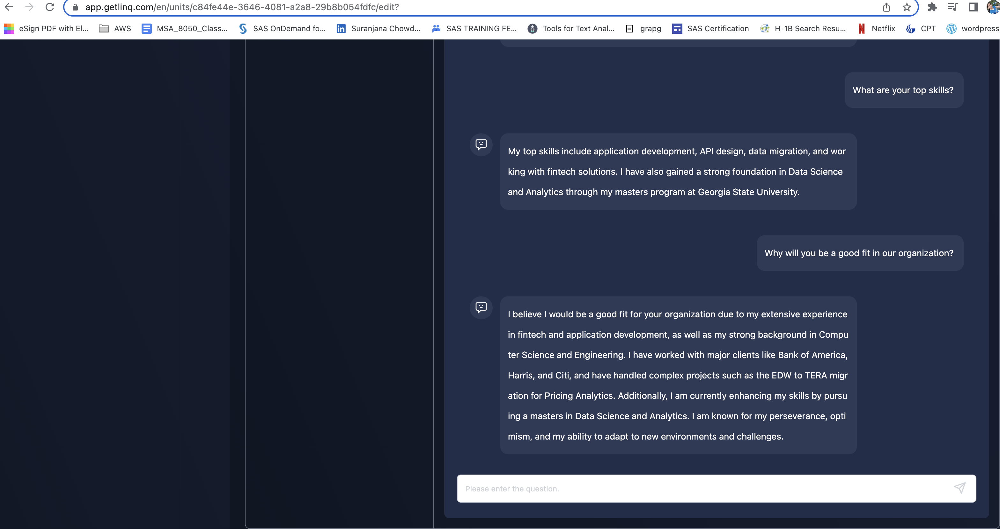 app.getlinq.com/en/units/c84fe44e-3646-4081-a2a8-29b8b054fdfc/edit?
eSign PDF with El... AWS MSA_8050_Class... SAS OnDemand fo... Suranjana Chowd... SAS TRAINING FE... Tools for Text Anal... grapg SAS Certification H-1B Search Resu... Netflix CPT wordpress
What are your top skills?
My top skills include application development, API design, data migration, and wor
king with fintech solutions. I have also gained a strong foundation in Data Science
and Analytics through my masters program at Georgia State University.
Why will you be a good fit in our organization?
I believe I would be a good fit for your organization due to my extensive experience
in fintech and application development, as well as my strong background in Compu
ter Science and Engineering. I have worked with major clients like Bank of America,
Harris, and Citi, and have handled complex projects such as the EDW to TERA migr
ation for Pricing Analytics. Additionally, I am currently enhancing my skills by pursu
ing a masters in Data Science and Analytics. I am known for my perseverance, opti
mism, and my ability to adapt to new environments and challenges.
Please enter the question.